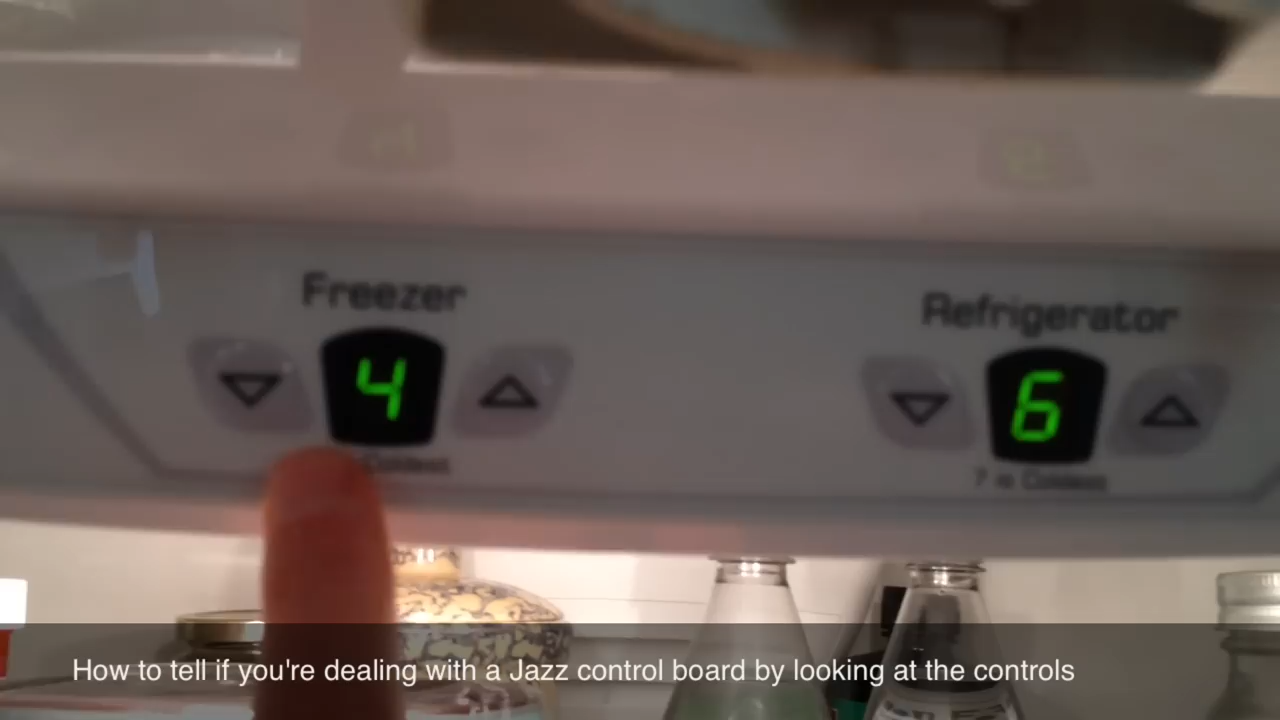 Freezer
Refrigerator
4
6
Coldest
7 is Coldest
How to tell if you're dealing with a Jazz control board by looking at the controls